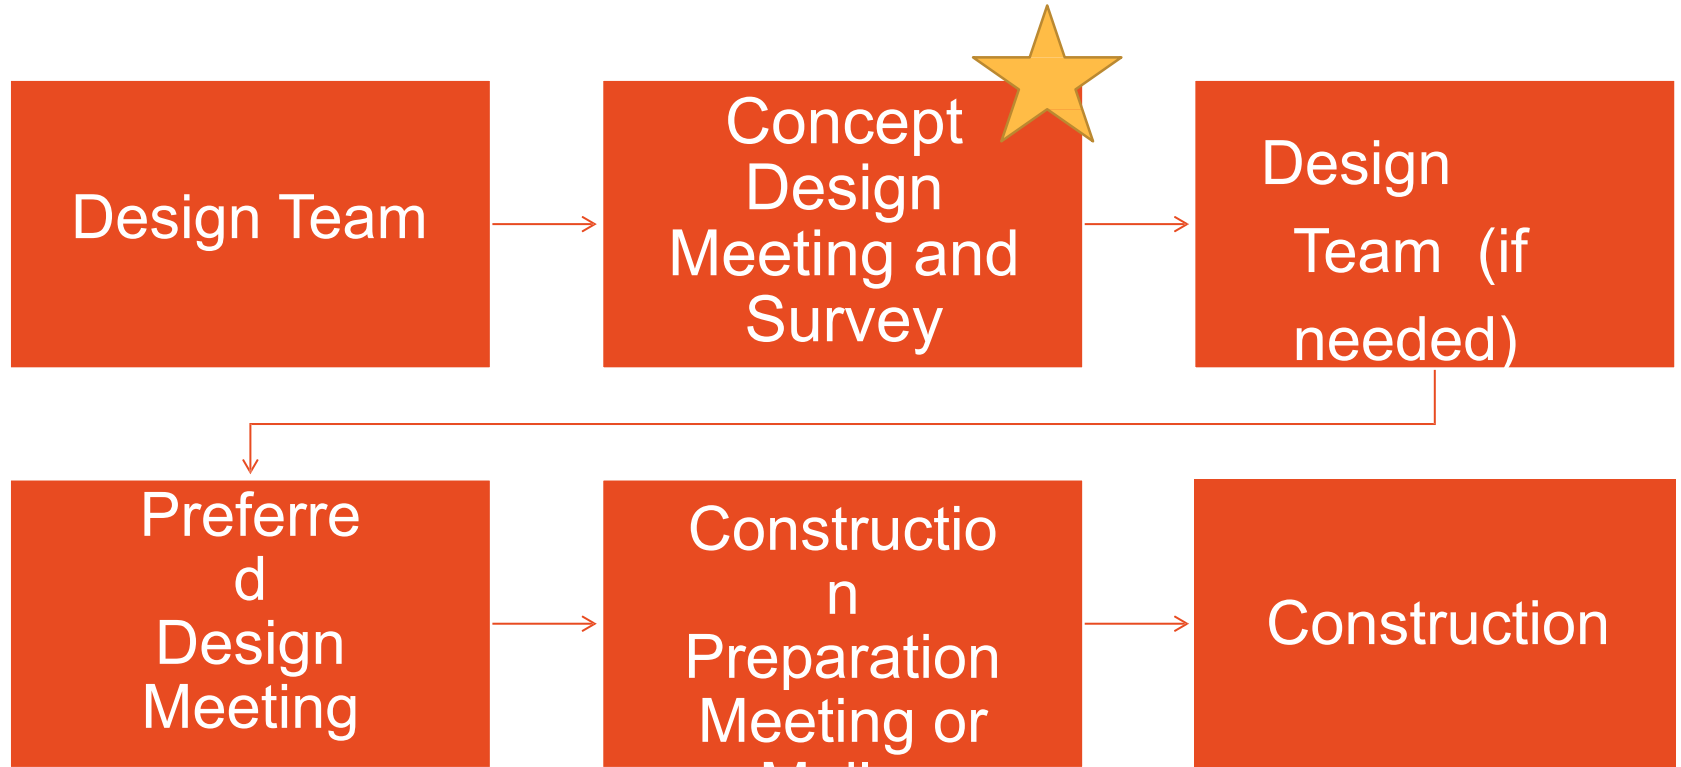 Design Team
Concept
Design
Meeting and
Survey
Design
Team (if
needed)
Preferre
d
Design
Meeting
Constructio
n
Preparation
Meeting or
Construction